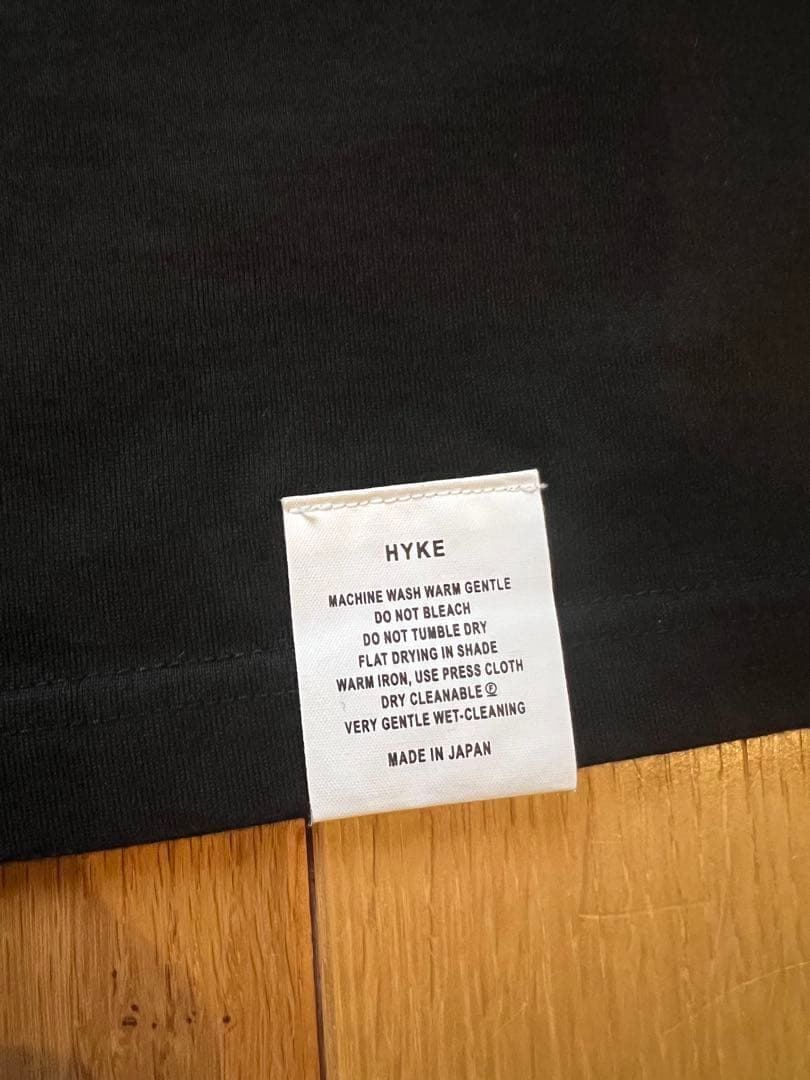 HYKE
MACHINE WASH WARM GENTLE
DO NOT BLEACH
DO NOT TUMBLE DRY
FLAT DRYING IN SHADE
WARM IRON, USE PRESS CLOTH
DRY CLEANABLE Ⓕ
VERY GENTLE WET-CLEANING
MADE IN JAPAN